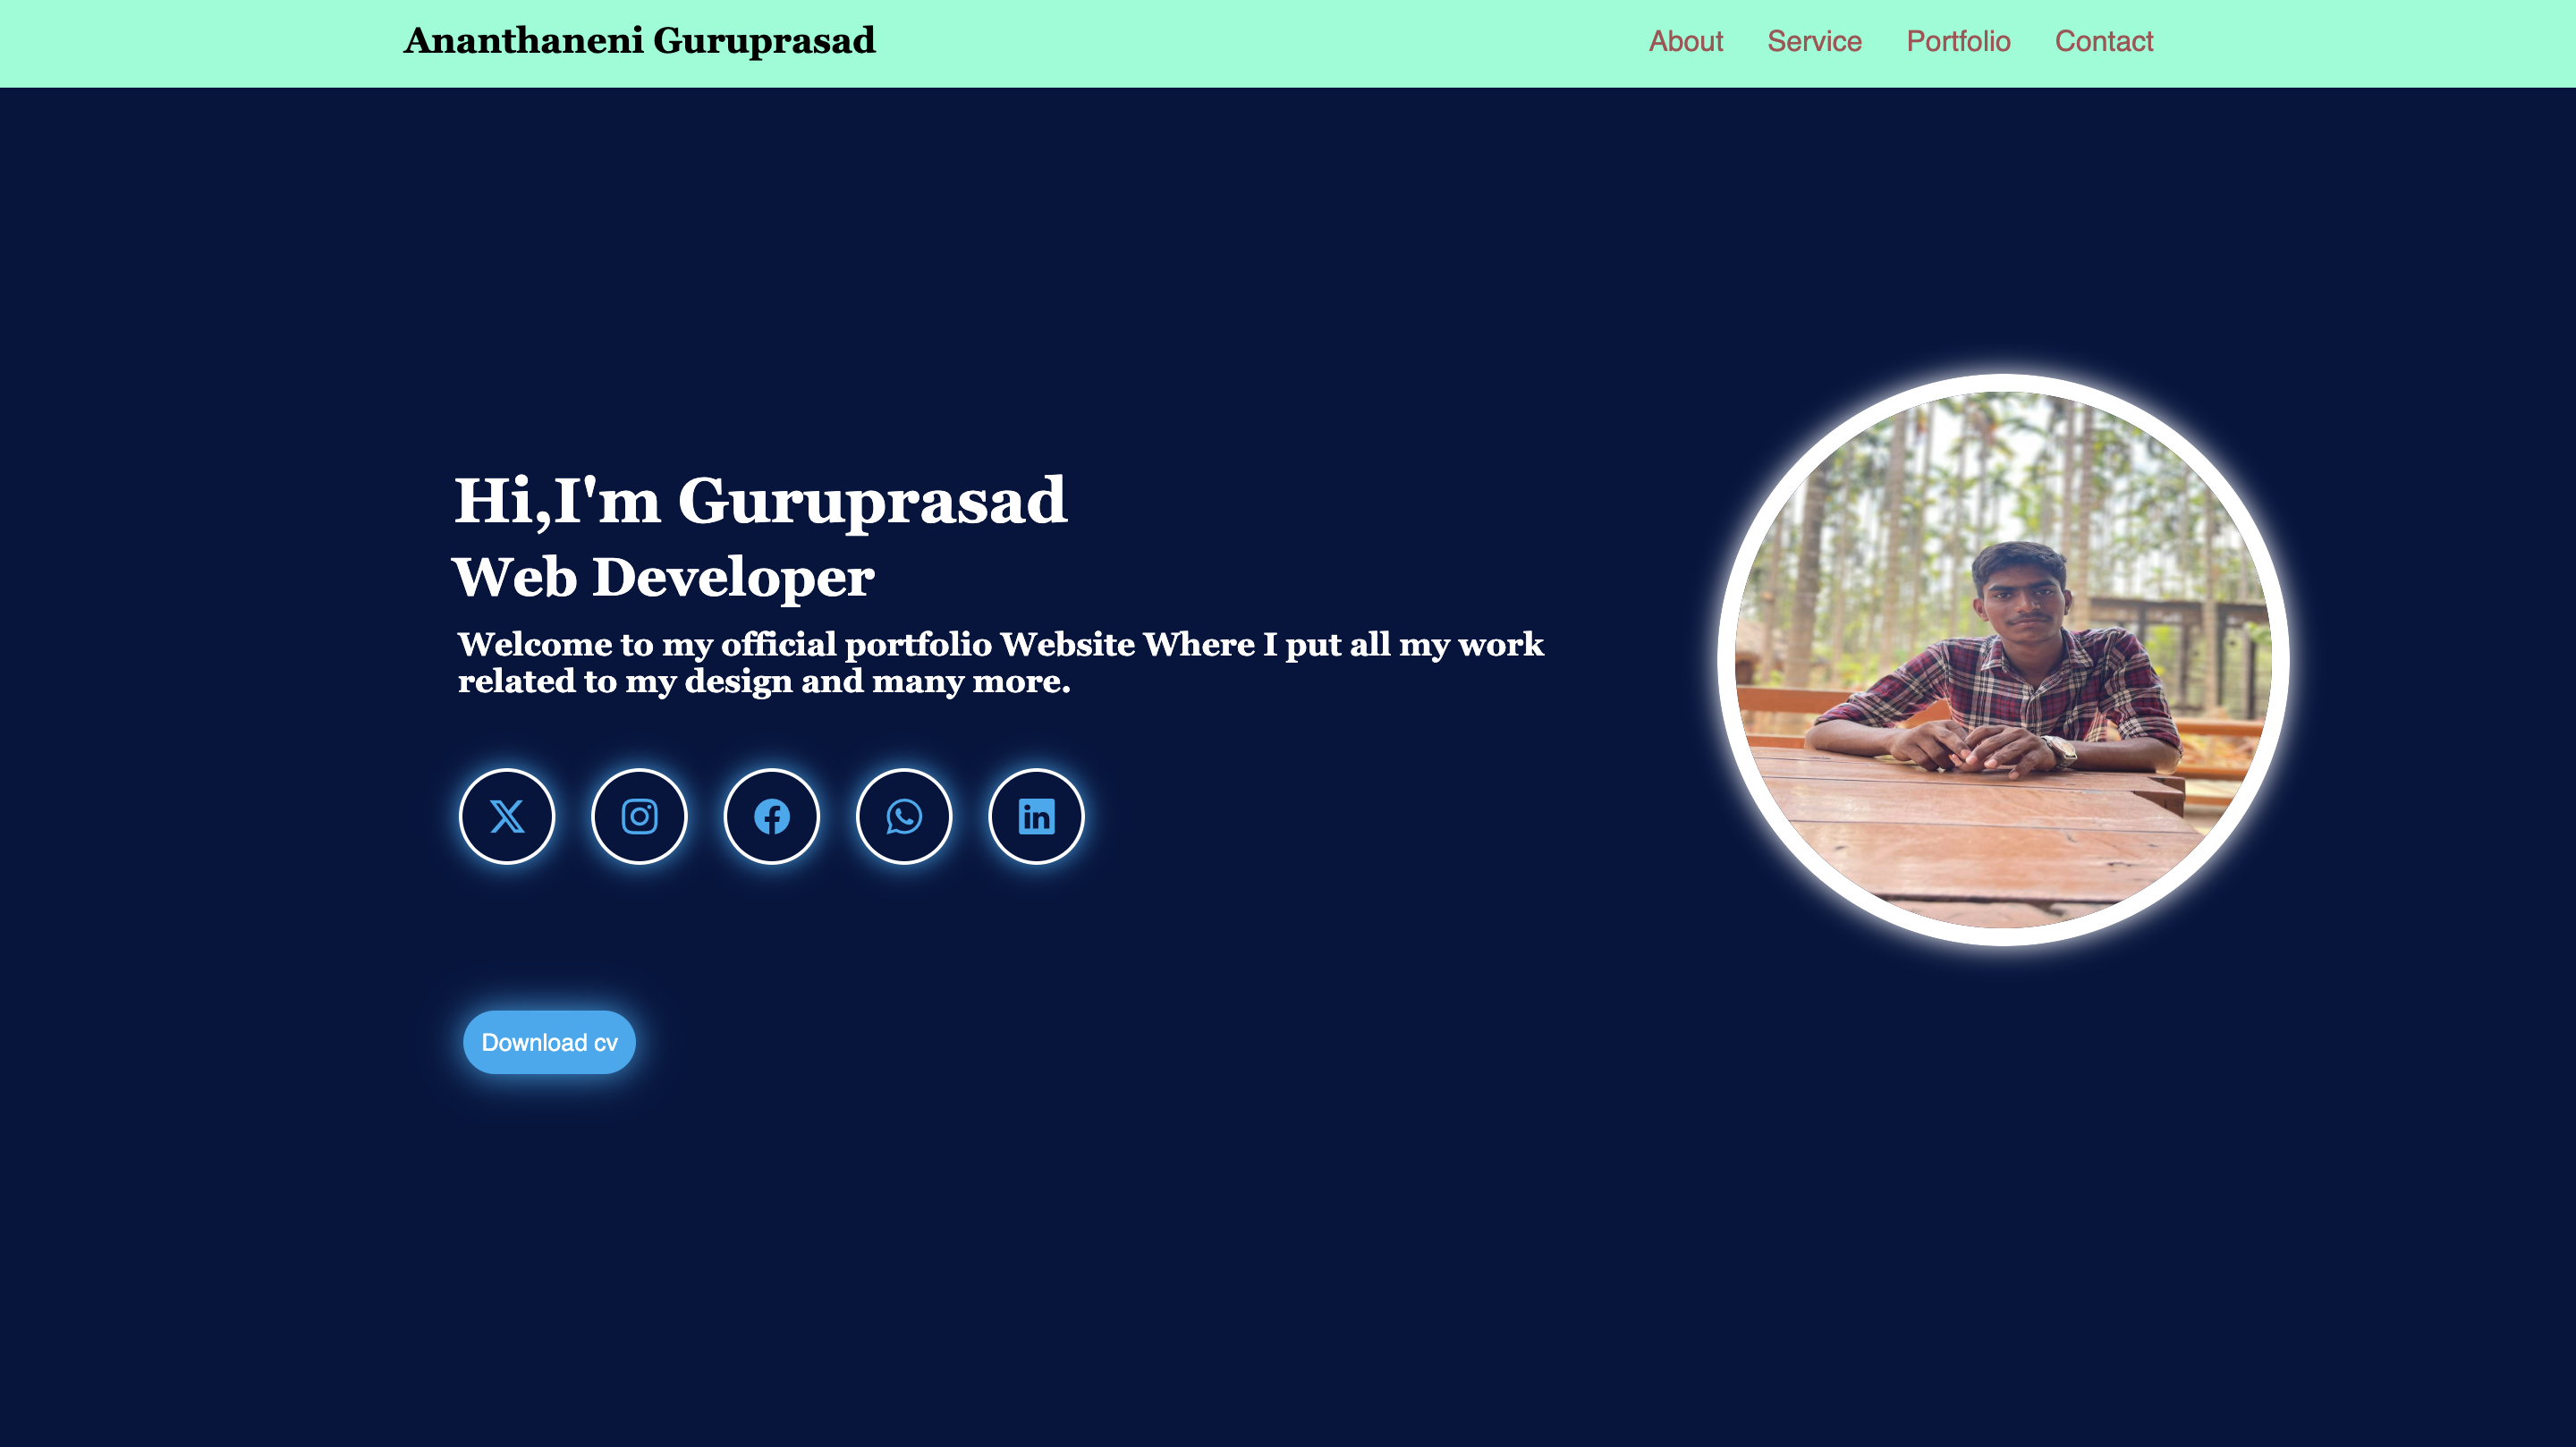 Ananthaneni Guruprasad
About Service Portfolio Contact
Hi,I'm Guruprasad
Web Developer
Welcome to my official portfolio Website Where I put all my work
related to my design and many more.
Download cv